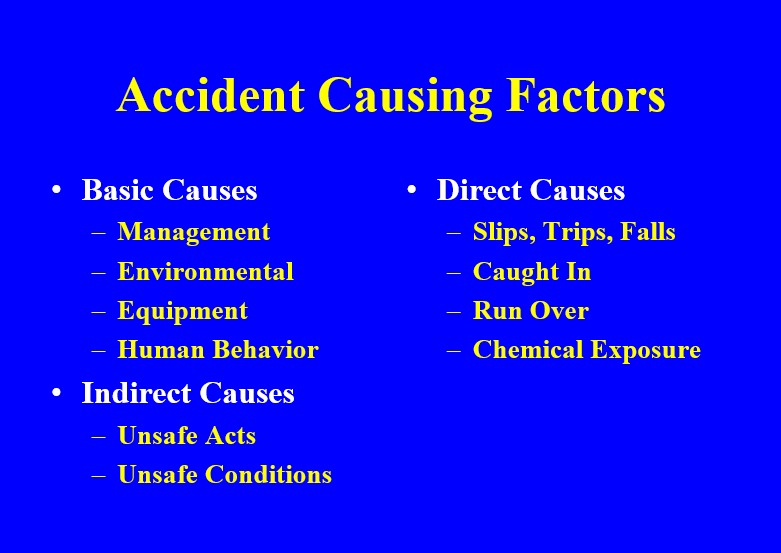 Accident Causing Factors
• Basic Causes
– Management
– Environmental
– Equipment
– Human Behavior
• Indirect Causes
– Unsafe Acts
– Unsafe Conditions
• Direct Causes
– Slips, Trips, Falls
– Caught In
– Run Over
– Chemical Exposure